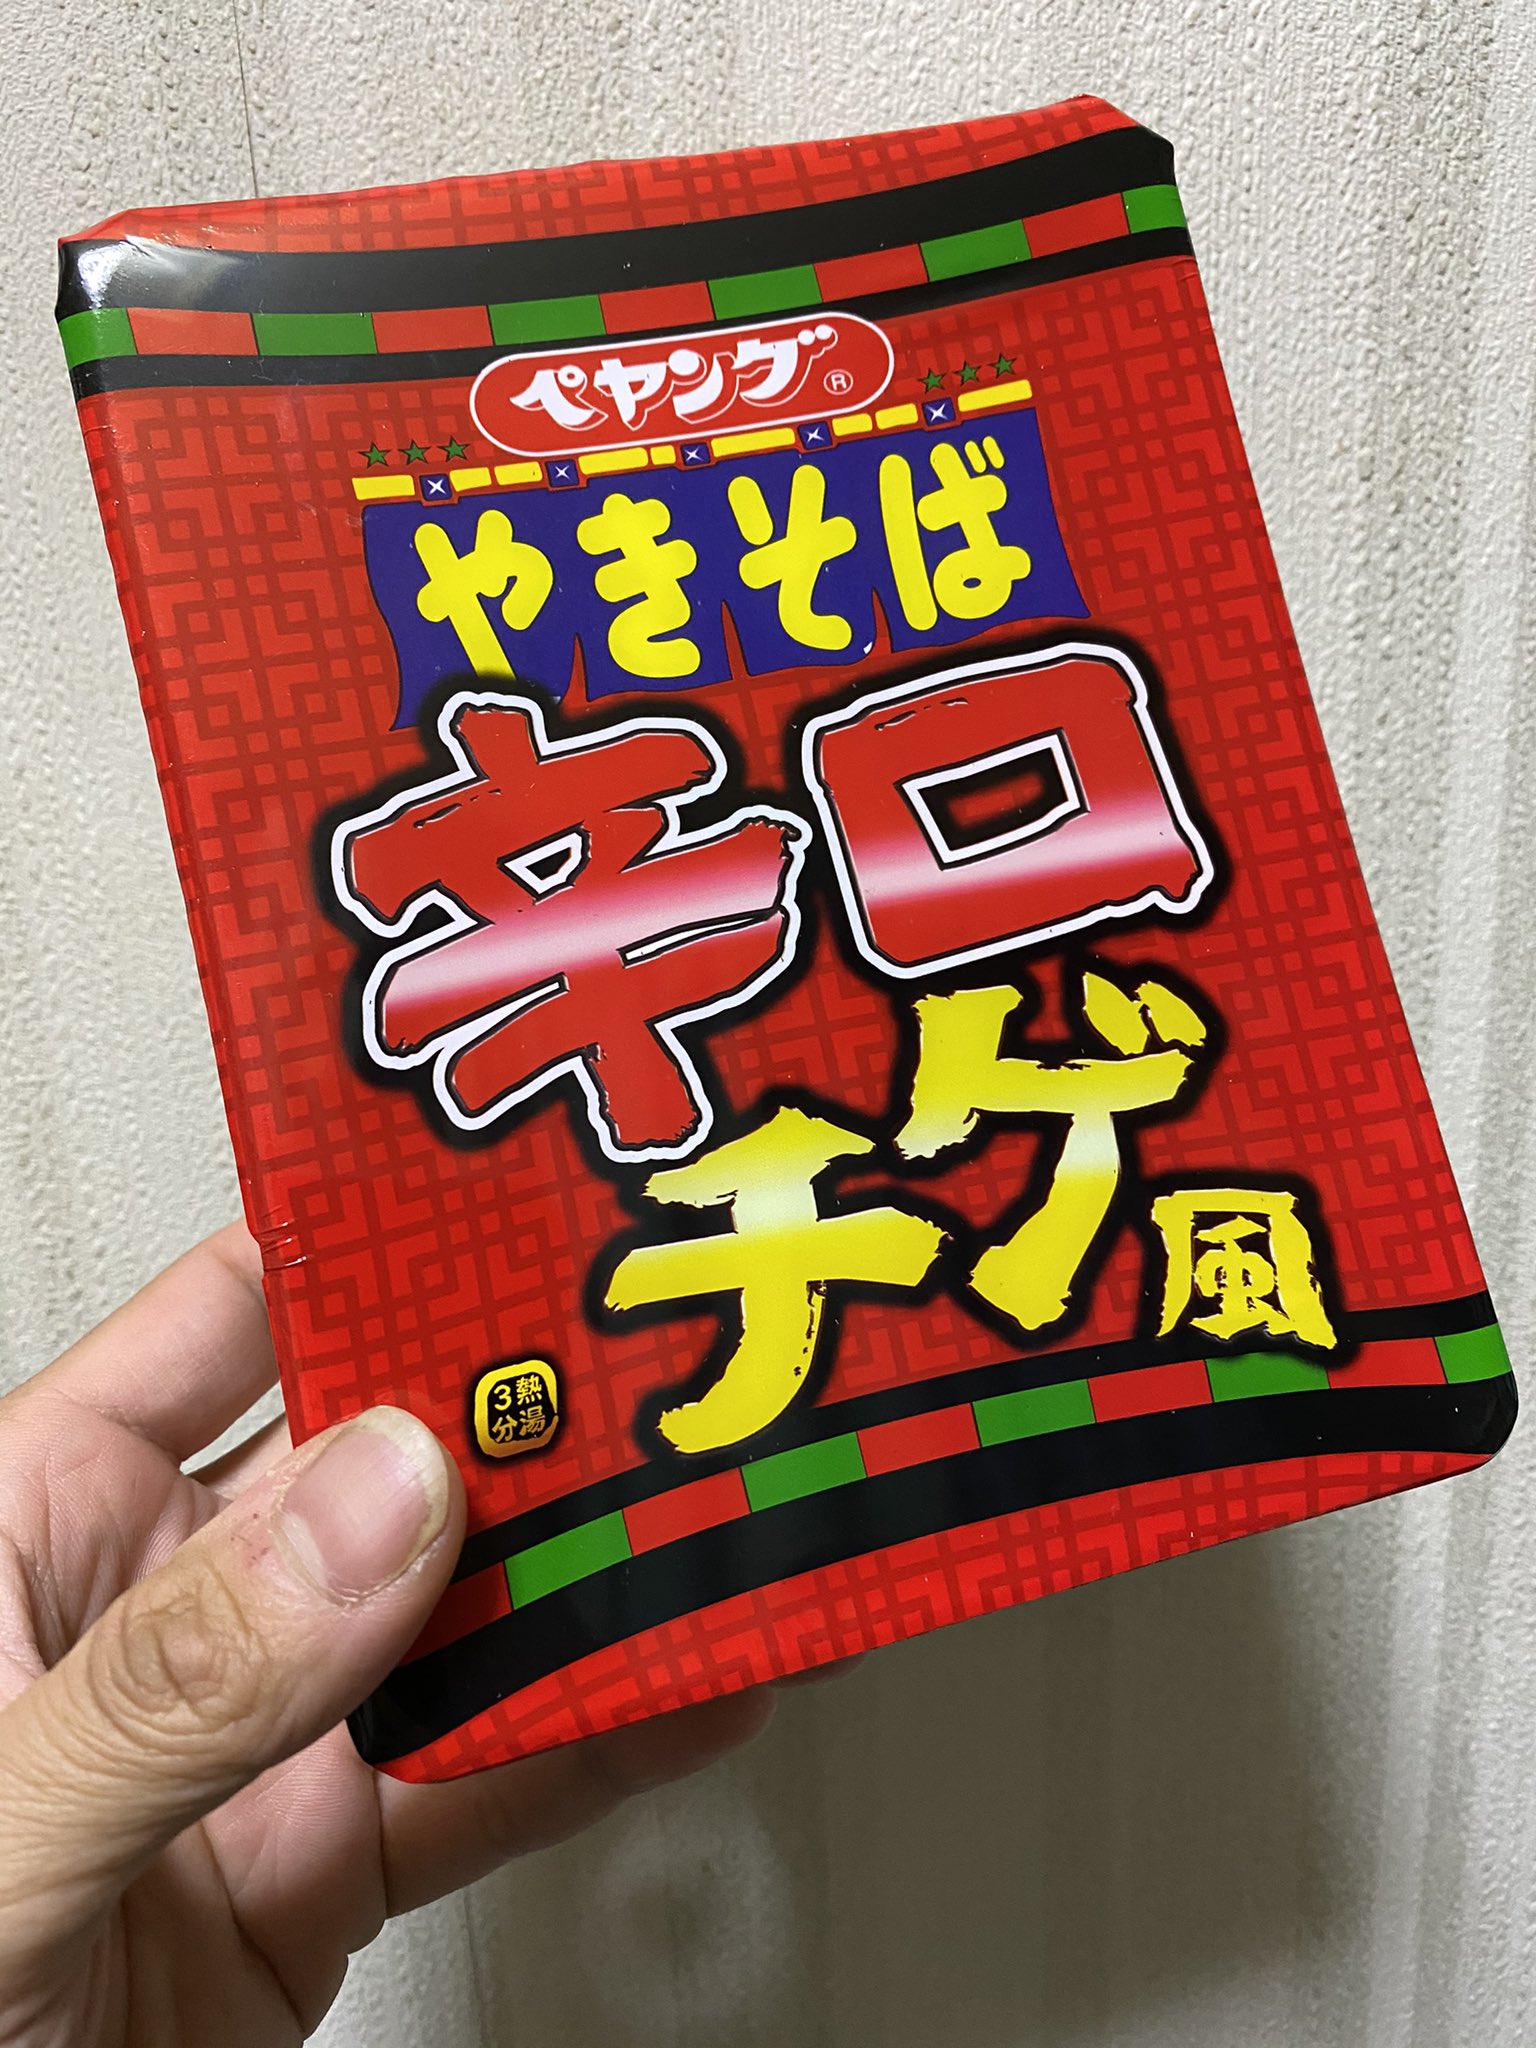 ペヤング®
やきそば
辛口
チゲ風
熱湯
3分